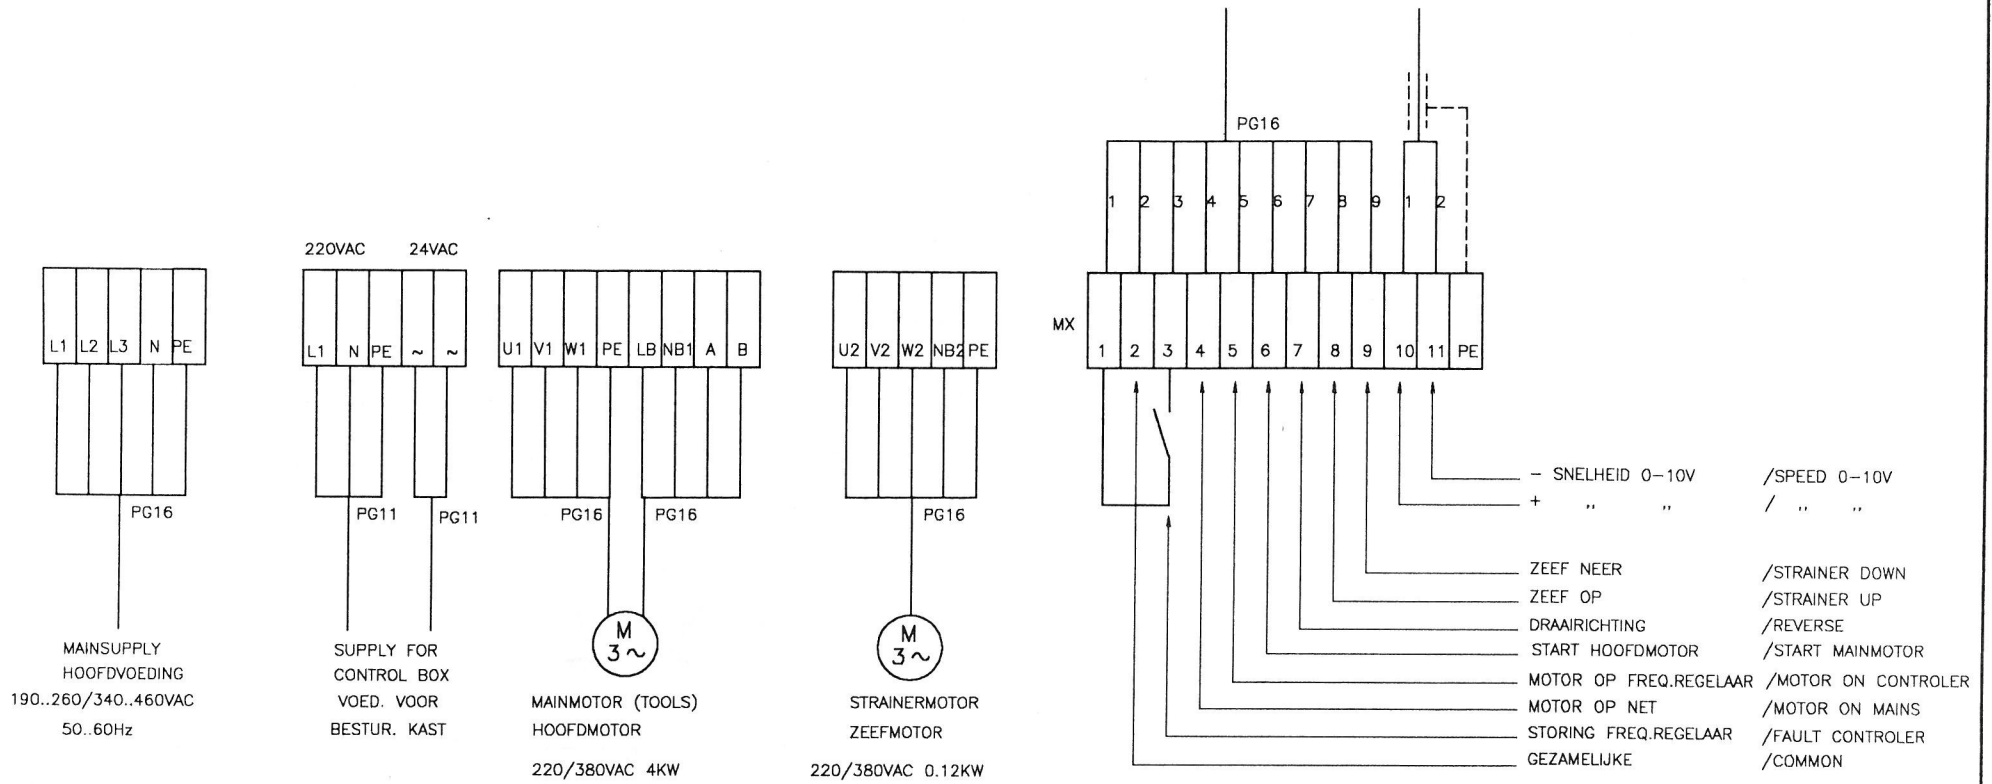 L1 L2 L3 N PE
PG16
MAINSUPPLY
HOOFDVOEDING
190..260/340..460VAC
50..60Hz
220VAC 24VAC
L1 N PE ~ ~
PG11 PG11
SUPPLY FOR
CONTROL BOX
VOED. VOOR
BESTUR. KAST
U1 V1 W1 PE LB NB1 A B
PG16 PG16
M
3~
MAINMOTOR (TOOLS)
HOOFDMOTOR
220/380VAC 4KW
U2 V2 W2 NB2 PE
PG16
M
3~
STRAINERMOTOR
ZEEFMOTOR
220/380VAC 0.12KW
PG16
1 2 3 4 5 6 7 8 9 1 2
MX
1 2 3 4 5 6 7 8 9 10 11 PE
- SNELHEID 0-10V /SPEED 0-10V
+ ,, ,, / ,, ,,
ZEEF NEER /STRAINER DOWN
ZEEF OP /STRAINER UP
DRAAIRICHTING /REVERSE
START HOOFDMOTOR /START MAINMOTOR
MOTOR OP FREQ.REGELAAR /MOTOR ON CONTROLER
MOTOR OP NET /MOTOR ON MAINS
STORING FREQ.REGELAAR /FAULT CONTROLER
GEZAMELIJKE /COMMON